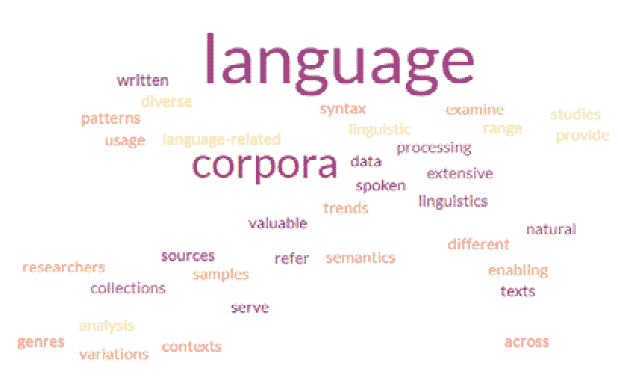 language
written
diverse
patterns
syntax
examine
studies
usage
language-related
linguistic
range
provide
corpora
data
processing
spoken
extensive
linguistics
trends
valuable
natural
different
sources
refer
semantics
researchers
samples
enabling
collections
texts
serve
analysis
genres
variations
contexts
across